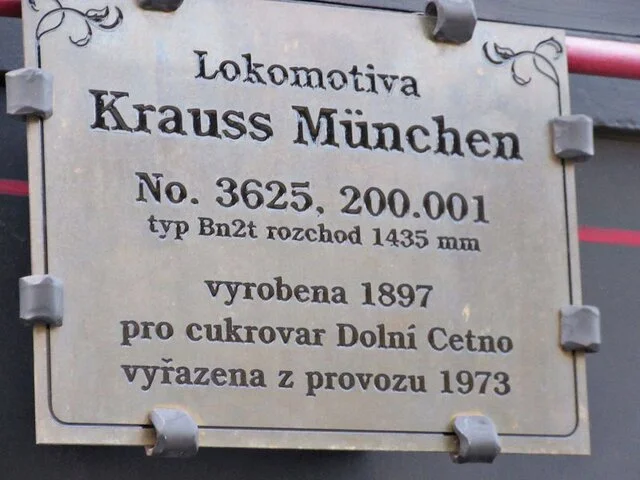 Lokomotiva
Krauss München
No. 3625, 200.001
typ Bn2t rozchod 1435 mm
vyrobena 1897
pro cukrovar Dolní Cetno
vyřazena z provozu 1973